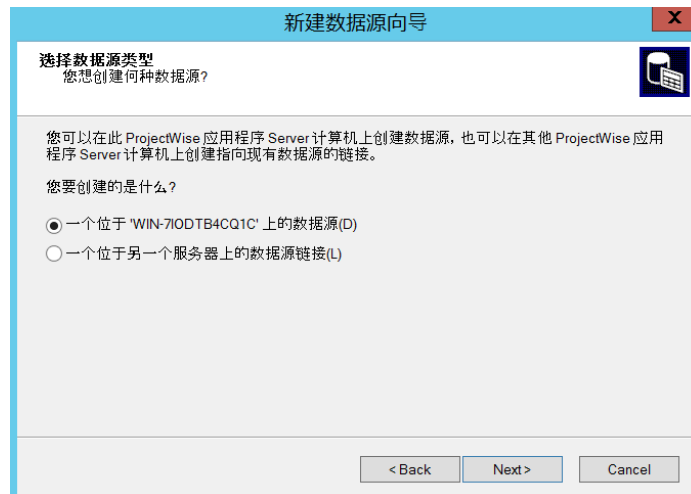 新建数据源向导
X
选择数据源类型
您想创建何种数据源?
您可以在此 ProjectWise 应用程序 Server 计算机上创建数据源, 也可以在其他 ProjectWise 应用
程序 Server 计算机上创建指向现有数据源的链接。
您要创建的是什么?
一个位于 'WIN-7IODTB4CQ1C' 上的数据源(D)
一个位于另一个服务器上的数据源链接(L)
< Back Next > Cancel